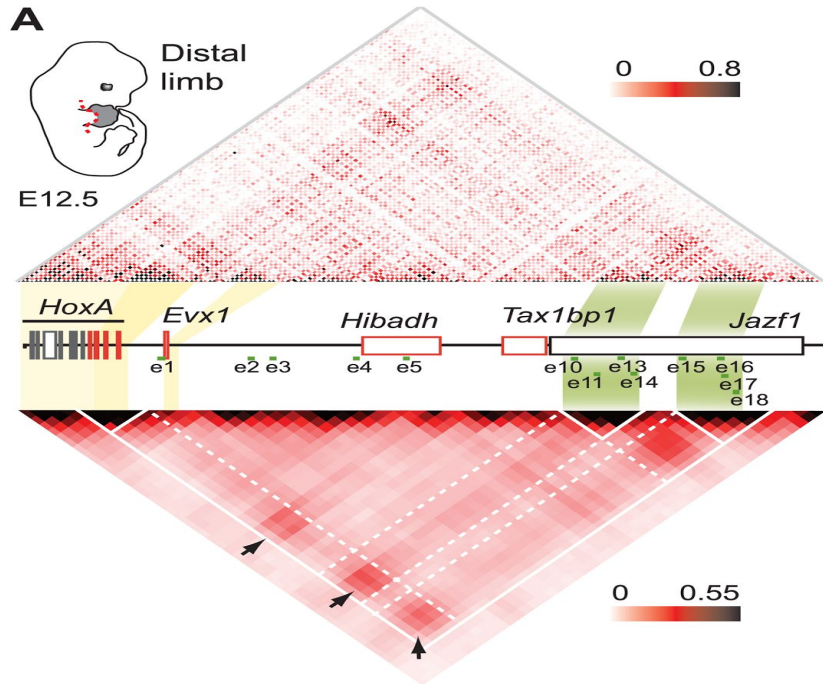 A
Distal
limb
E12.5
0 0.8
HoxA Evx1 Hibadh Tax1bp1 Jazf1
e1 e2 e3 e4 e5 e10 e13 e15 e16
e11 e14 e17
e18
0 0.55